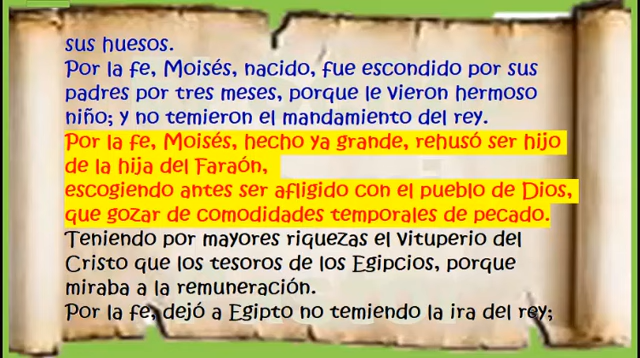 sus huesos.
Por la fe, Moisés, nacido, fue escondido por sus
padres por tres meses, porque le vieron hermoso
niño; y no temieron el mandamiento del rey.
Por la fe, Moisés, hecho ya grande, rehusó ser hijo
de la hija del Faraón,
escogiendo antes ser afligido con el pueblo de Dios,
que gozar de comodidades temporales de pecado.
Teniendo por mayores riquezas el vituperio del
Cristo que los tesoros de los Egipcios, porque
miraba a la remuneración.
Por la fe, dejó a Egipto no temiendo la ira del rey;